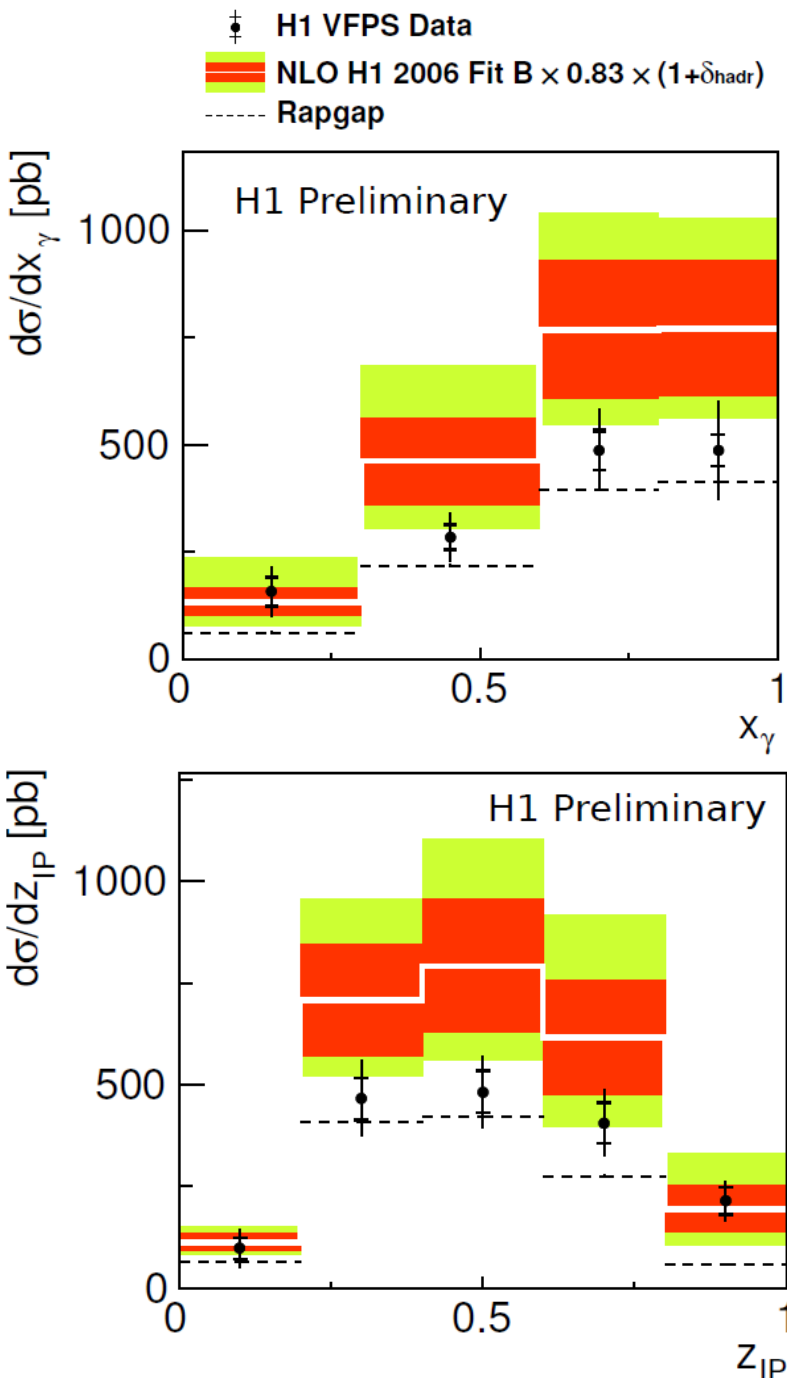 H1 VFPS Data
NLO H1 2006 Fit B × 0.83 × (1+δhadr)
Rapgap
dσ/dxγ [pb]
H1 Preliminary
1000
500
0
0 0.5 1
xγ
dσ/dzIP [pb]
H1 Preliminary
1000
500
0
0 0.5 1
zIP